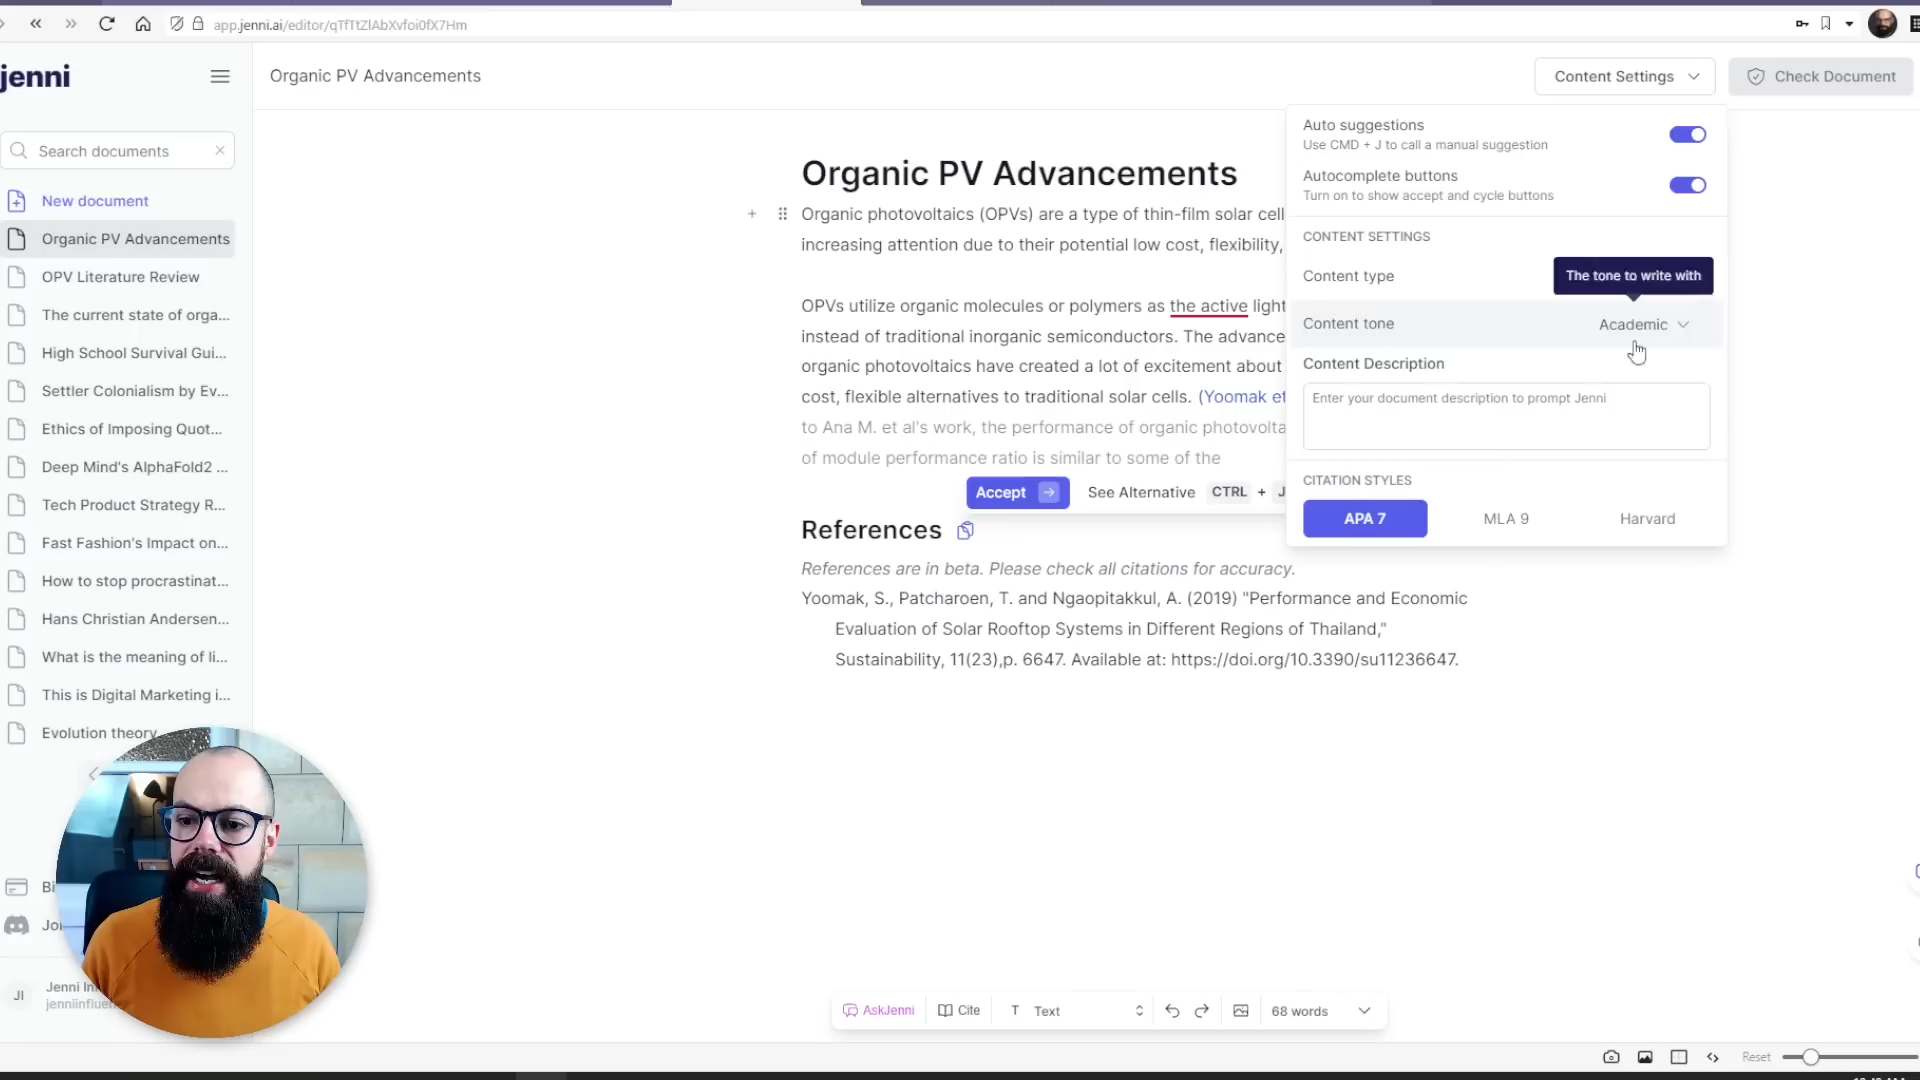 app.jenni.ai/editor/qTfTtZlAbXvfoi0fX7Hm
jenni
Organic PV Advancements
Content Settings
Check Document
Search documents
New document
Organic PV Advancements
OPV Literature Review
The current state of orga...
High School Survival Gui...
Settler Colonialism by Ev...
Ethics of Imposing Quot...
Deep Mind's AlphaFold2 ...
Tech Product Strategy R...
Fast Fashion's Impact on...
How to stop procrastinat...
Hans Christian Andersen...
What is the meaning of li...
This is Digital Marketing i...
Evolution theory
Bi
Joi
JI
Jenni In
jenniinflue
Organic PV Advancements
Organic photovoltaics (OPVs) are a type of thin-film solar cell
increasing attention due to their potential low cost, flexibility,
OPVs utilize organic molecules or polymers as the active light
instead of traditional inorganic semiconductors. The advance
organic photovoltaics have created a lot of excitement about
cost, flexible alternatives to traditional solar cells. (Yoomak et
to Ana M. et al's work, the performance of organic photovolta
of module performance ratio is similar to some of the
Accept
See Alternative CTRL + J
References
References are in beta. Please check all citations for accuracy.
Yoomak, S., Patcharoen, T. and Ngaopitakkul, A. (2019) "Performance and Economic
Evaluation of Solar Rooftop Systems in Different Regions of Thailand,"
Sustainability, 11(23),p. 6647. Available at: https://doi.org/10.3390/su11236647.
Auto suggestions
Use CMD + J to call a manual suggestion
Autocomplete buttons
Turn on to show accept and cycle buttons
CONTENT SETTINGS
Content type
The tone to write with
Content tone
Academic
Content Description
Enter your document description to prompt Jenni
CITATION STYLES
APA 7
MLA 9
Harvard
AskJenni
Cite
T Text
68 words
Reset